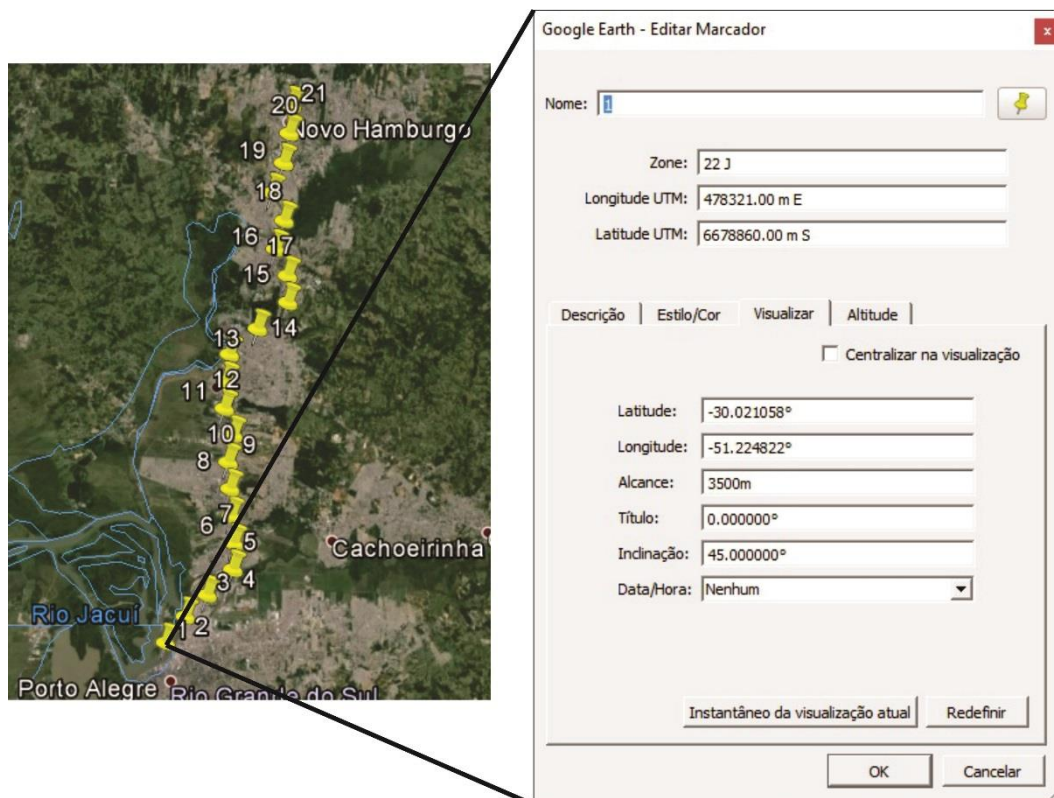 21
20
Novo Hamburgo
19
18
16
17
15
14
13
12
11
10
9
8
7
6
5
Cachoeirinha
4
3
Rio Jacuí
2
1
Porto Alegre
Rio Grande do Sul
Google Earth - Editar Marcador
x
Nome: 1
Zone: 22 J
Longitude UTM: 478321.00 m E
Latitude UTM: 6678860.00 m S
Descrição Estilo/Cor Visualizar Altitude
Centralizar na visualização
Latitude: -30.021058°
Longitude: -51.224822°
Alcance: 3500m
Título: 0.000000°
Inclinação: 45.000000°
Data/Hora: Nenhum
Instantâneo da visualização atual Redefinir
OK Cancelar